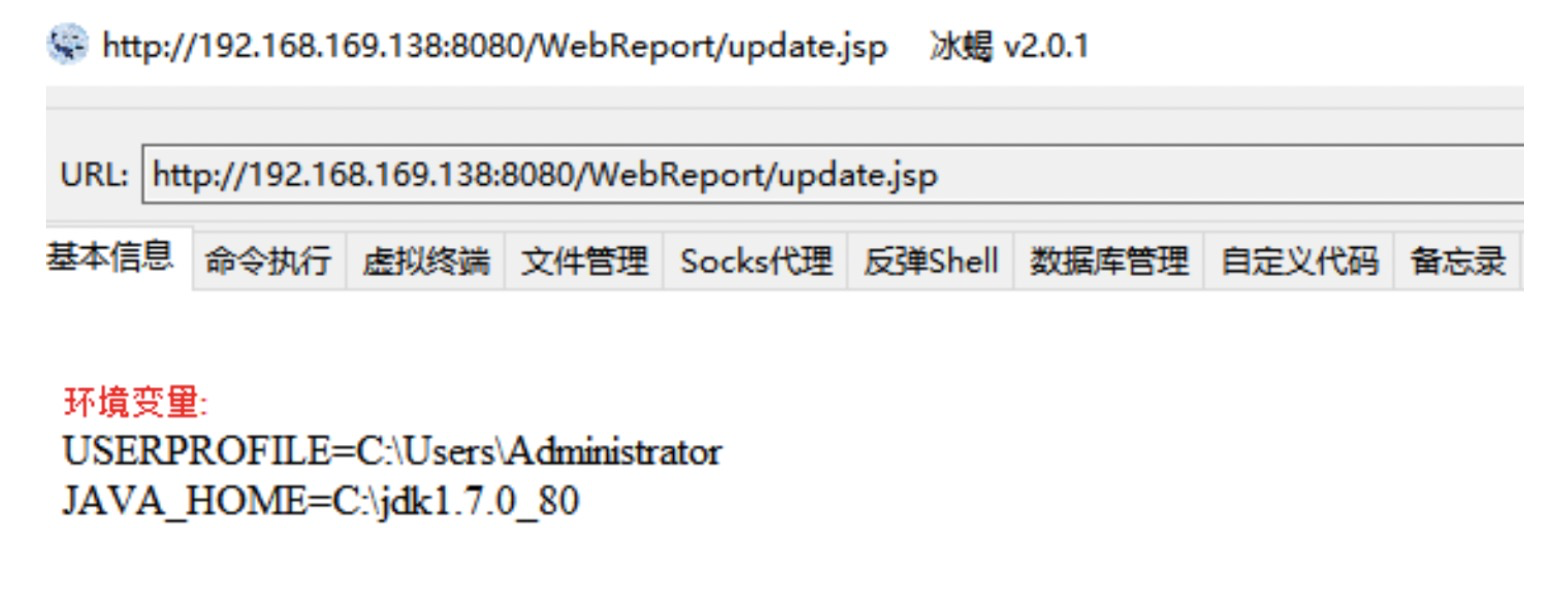 http://192.168.169.138:8080/WebReport/update.jsp 冰蝎 v2.0.1
URL: http://192.168.169.138:8080/WebReport/update.jsp
基本信息 命令执行 虚拟终端 文件管理 Socks代理 反弹Shell 数据库管理 自定义代码 备忘录
环境变量:
USERPROFILE=C:\Users\Administrator
JAVA_HOME=C:\jdk1.7.0_80